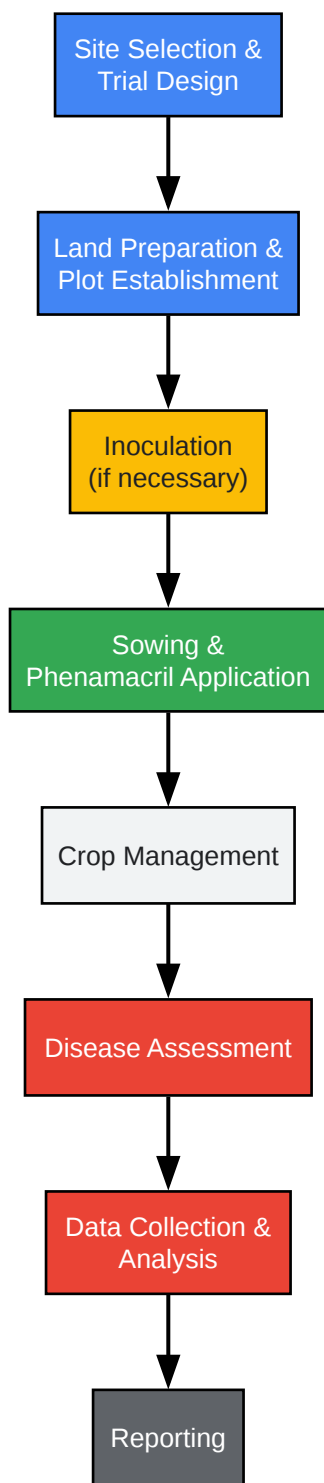 Site Selection &
Trial Design
Land Preparation &
Plot Establishment
Inoculation
(if necessary)
Sowing &
Phenamacril Application
Crop Management
Disease Assessment
Data Collection &
Analysis
Reporting